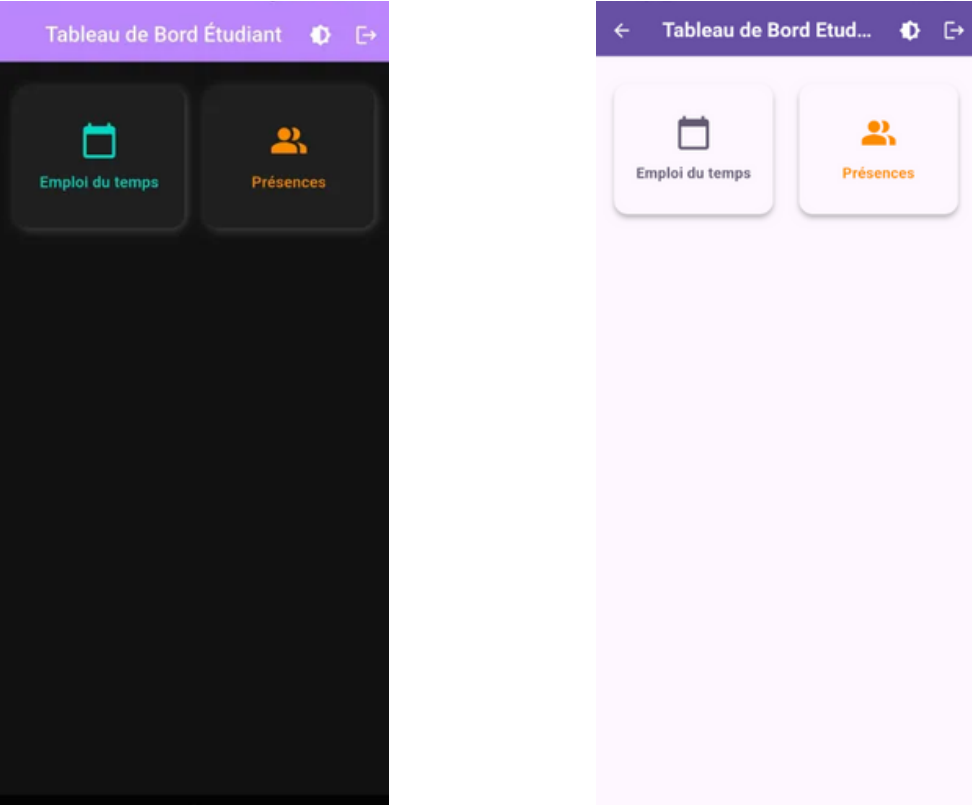 Tableau de Bord Étudiant
Emploi du temps
Présences
Tableau de Bord Etud...
Emploi du temps
Présences